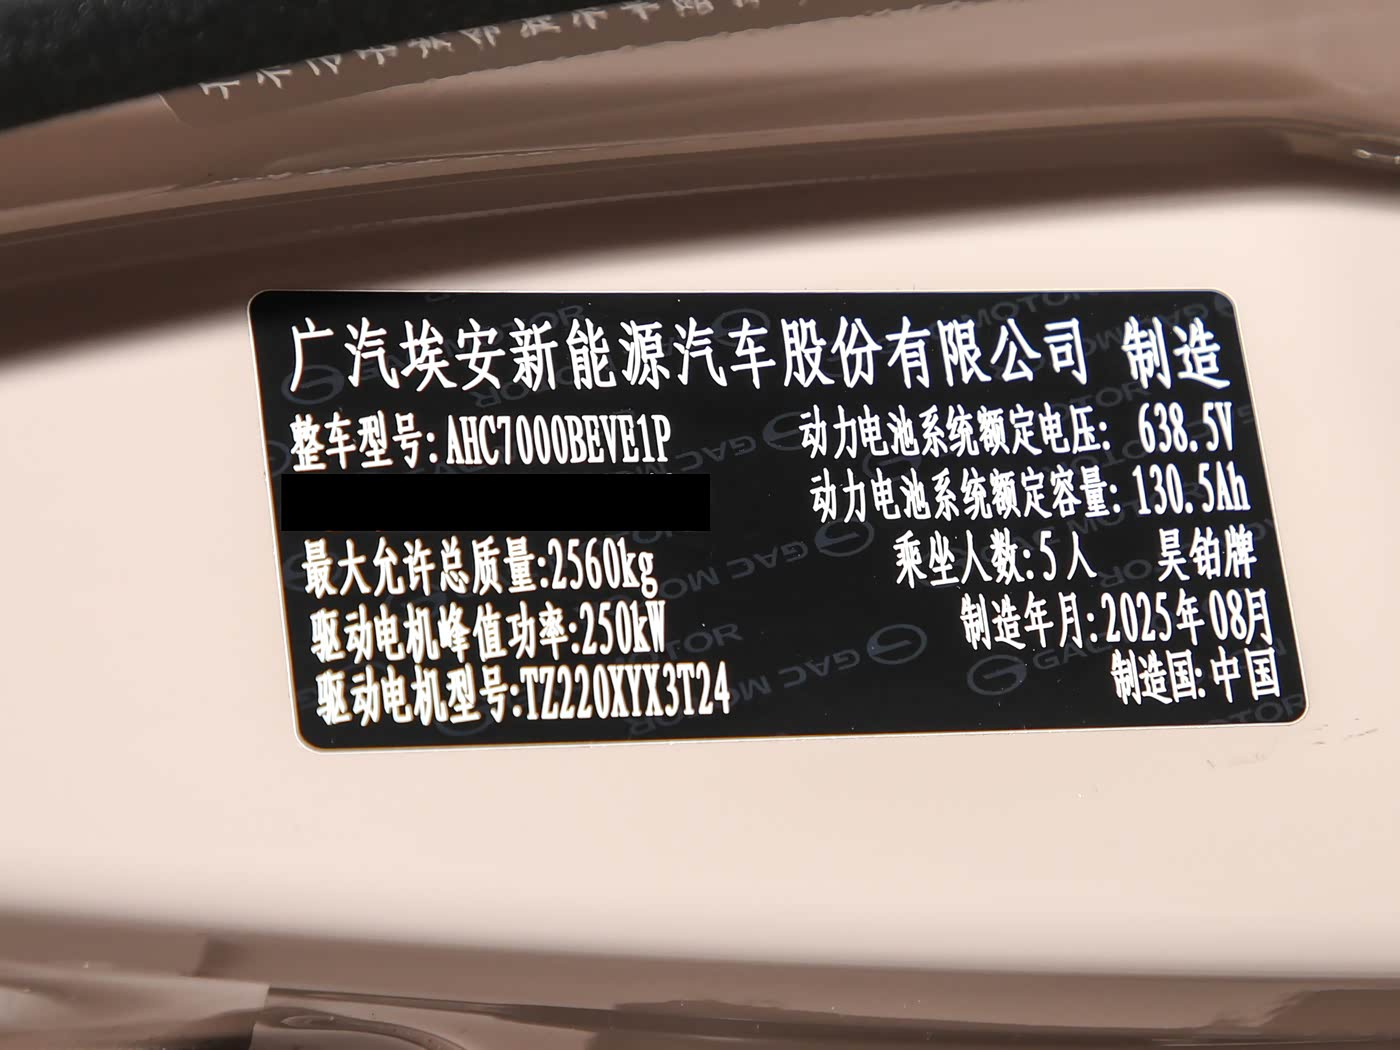 广汽埃安新能源汽车股份有限公司 制造
整车型号:AHC7000BEVE1P 动力电池系统额定电压: 638.5V
动力电池系统额定容量: 130.5Ah
最大允许总质量:2560kg 乘坐人数:5人 昊铂牌
驱动电机峰值功率:250kW 制造年月:2025年08月
驱动电机型号:TZ220XYX3T24 制造国:中国